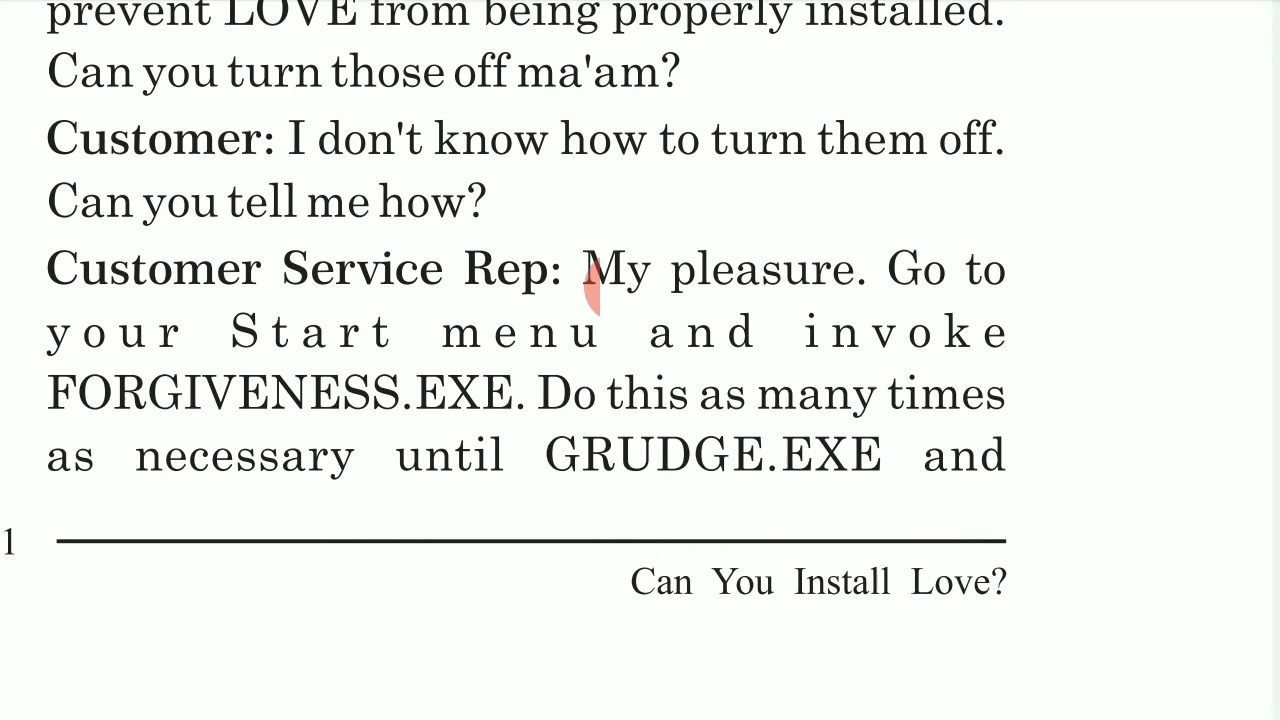 prevent LOVE from being properly installed.
Can you turn those off ma'am?
Customer: I don't know how to turn them off.
Can you tell me how?
Customer Service Rep: My pleasure. Go to
your Start menu and invoke
FORGIVENESS.EXE. Do this as many times
as necessary until GRUDGE.EXE and
1
Can You Install Love?